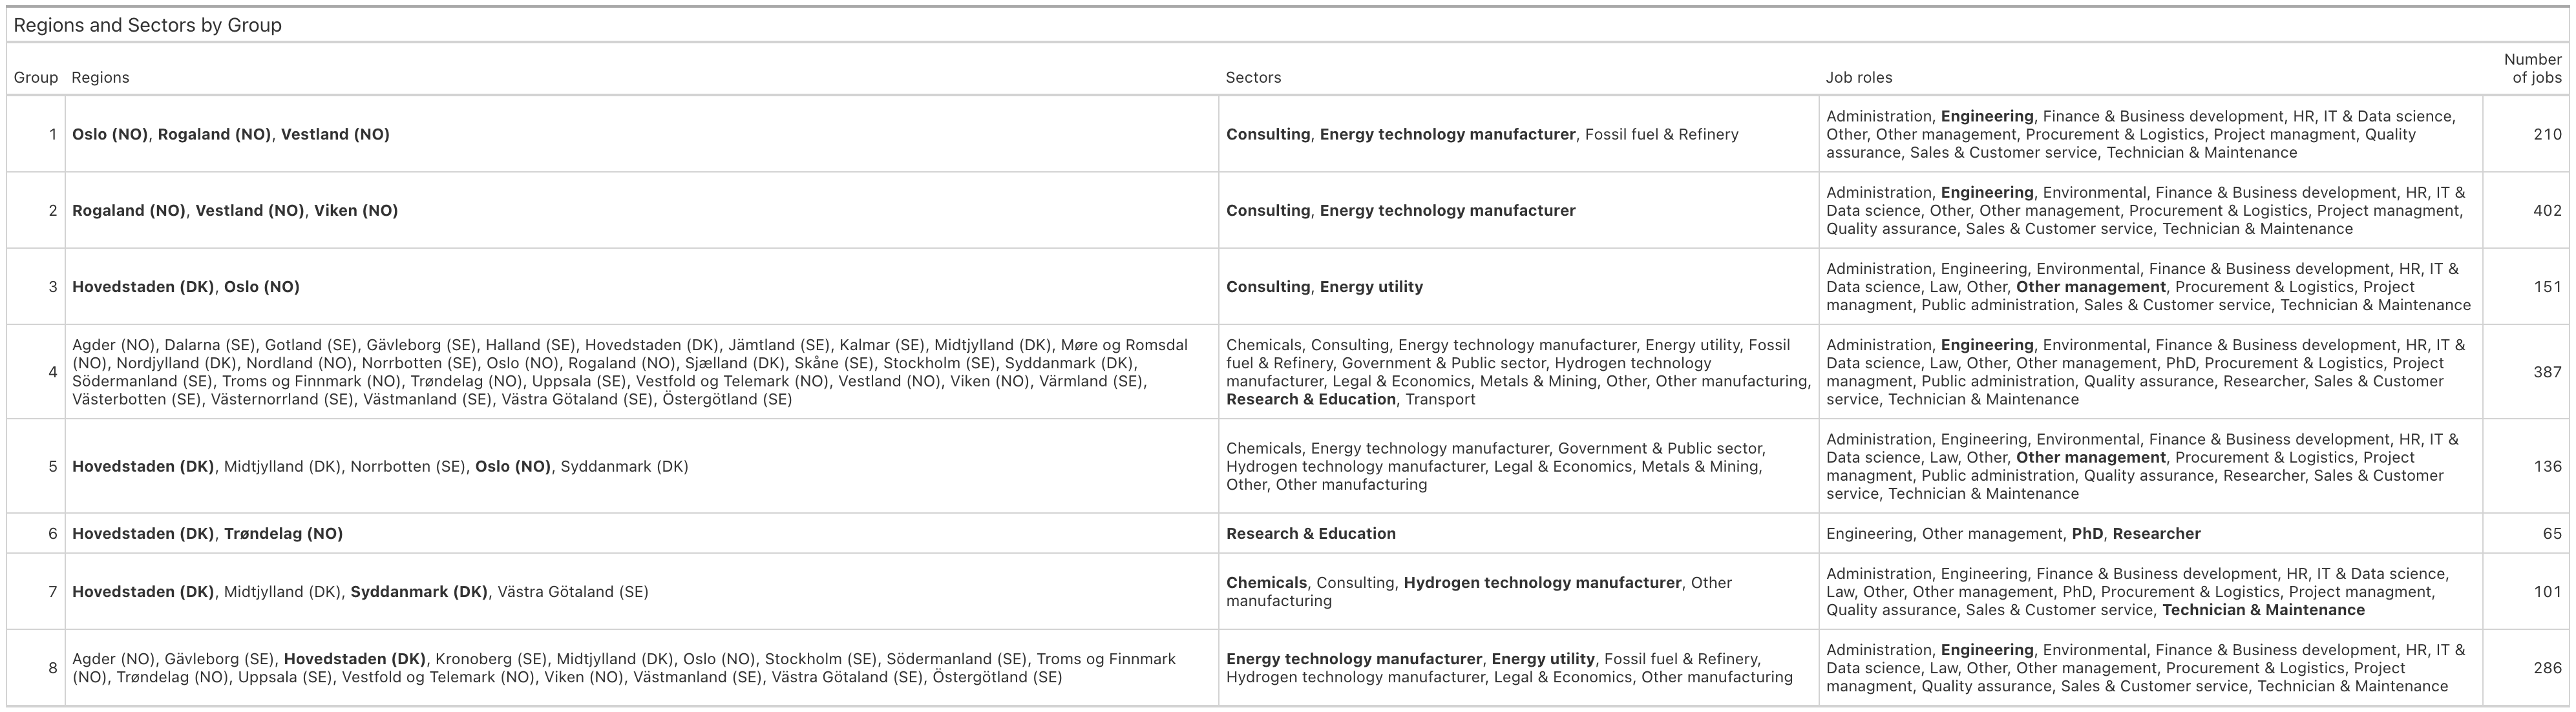 Regions and Sectors by Group
Group Regions Sectors Job roles Number
of jobs
1 Oslo (NO), Rogaland (NO), Vestland (NO)
Consulting, Energy technology manufacturer, Fossil fuel & Refinery
Administration, Engineering, Finance & Business development, HR, IT & Data science,
Other, Other management, Procurement & Logistics, Project managment, Quality
assurance, Sales & Customer service, Technician & Maintenance
210
2 Rogaland (NO), Vestland (NO), Viken (NO)
Consulting, Energy technology manufacturer
Administration, Engineering, Environmental, Finance & Business development, HR, IT &
Data science, Other, Other management, Procurement & Logistics, Project managment,
Quality assurance, Sales & Customer service, Technician & Maintenance
402
3 Hovedstaden (DK), Oslo (NO)
Consulting, Energy utility
Administration, Engineering, Environmental, Finance & Business development, HR, IT &
Data science, Law, Other, Other management, Procurement & Logistics, Project
managment, Public administration, Sales & Customer service, Technician & Maintenance
151
4 Agder (NO), Dalarna (SE), Gotland (SE), Gävleborg (SE), Halland (SE), Hovedstaden (DK), Jämtland (SE), Kalmar (SE), Midtjylland (DK), Møre og Romsdal
(NO), Nordjylland (DK), Nordland (NO), Norrbotten (SE), Oslo (NO), Rogaland (NO), Sjælland (DK), Skåne (SE), Stockholm (SE), Syddanmark (DK),
Södermanland (SE), Troms og Finnmark (NO), Trøndelag (NO), Uppsala (SE), Vestfold og Telemark (NO), Vestland (NO), Viken (NO), Värmland (SE),
Västerbotten (SE), Västernorrland (SE), Västmanland (SE), Västra Götaland (SE), Östergötland (SE)
Chemicals, Consulting, Energy technology manufacturer, Energy utility, Fossil
fuel & Refinery, Government & Public sector, Hydrogen technology
manufacturer, Legal & Economics, Metals & Mining, Other, Other manufacturing,
Research & Education, Transport
Administration, Engineering, Environmental, Finance & Business development, HR, IT &
Data science, Law, Other, Other management, PhD, Procurement & Logistics, Project
managment, Public administration, Quality assurance, Researcher, Sales & Customer
service, Technician & Maintenance
387
5 Hovedstaden (DK), Midtjylland (DK), Norrbotten (SE), Oslo (NO), Syddanmark (DK)
Chemicals, Energy technology manufacturer, Government & Public sector,
Hydrogen technology manufacturer, Legal & Economics, Metals & Mining,
Other, Other manufacturing
Administration, Engineering, Environmental, Finance & Business development, HR, IT &
Data science, Law, Other, Other management, Procurement & Logistics, Project
managment, Public administration, Quality assurance, Researcher, Sales & Customer
service, Technician & Maintenance
136
6 Hovedstaden (DK), Trøndelag (NO)
Research & Education
Engineering, Other management, PhD, Researcher
65
7 Hovedstaden (DK), Midtjylland (DK), Syddanmark (DK), Västra Götaland (SE)
Chemicals, Consulting, Hydrogen technology manufacturer, Other
manufacturing
Administration, Engineering, Finance & Business development, HR, IT & Data science,
Law, Other, Other management, PhD, Procurement & Logistics, Project managment,
Quality assurance, Sales & Customer service, Technician & Maintenance
101
8 Agder (NO), Gävleborg (SE), Hovedstaden (DK), Kronoberg (SE), Midtjylland (DK), Oslo (NO), Stockholm (SE), Södermanland (SE), Troms og Finnmark
(NO), Trøndelag (NO), Uppsala (SE), Vestfold og Telemark (NO), Viken (NO), Västmanland (SE), Västra Götaland (SE), Östergötland (SE)
Energy technology manufacturer, Energy utility, Fossil fuel & Refinery,
Hydrogen technology manufacturer, Legal & Economics, Other manufacturing
Administration, Engineering, Environmental, Finance & Business development, HR, IT &
Data science, Law, Other, Other management, Procurement & Logistics, Project
managment, Quality assurance, Sales & Customer service, Technician & Maintenance
286